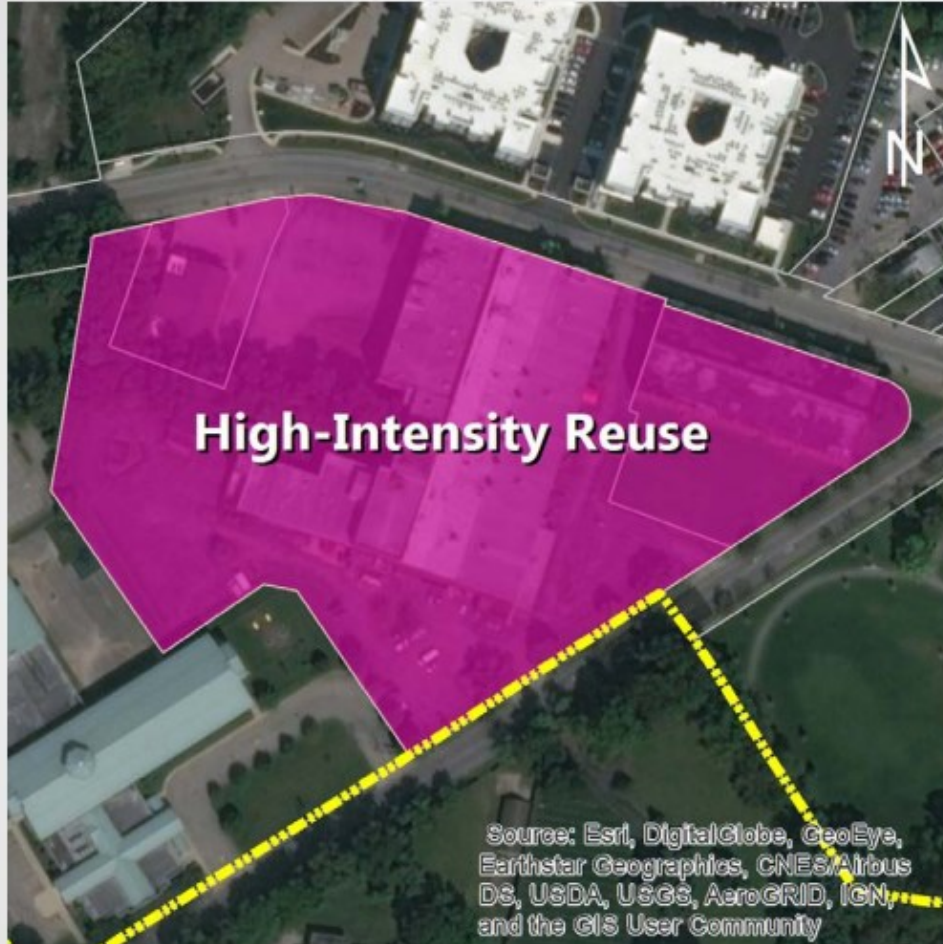 N
High-Intensity Reuse
Source: Esri, DigitalGlobe, GeoEye,
Earthstar Geographics, CNES/Airbus
DS, USDA, USGS, AeroGRID, IGN,
and the GIS User Community